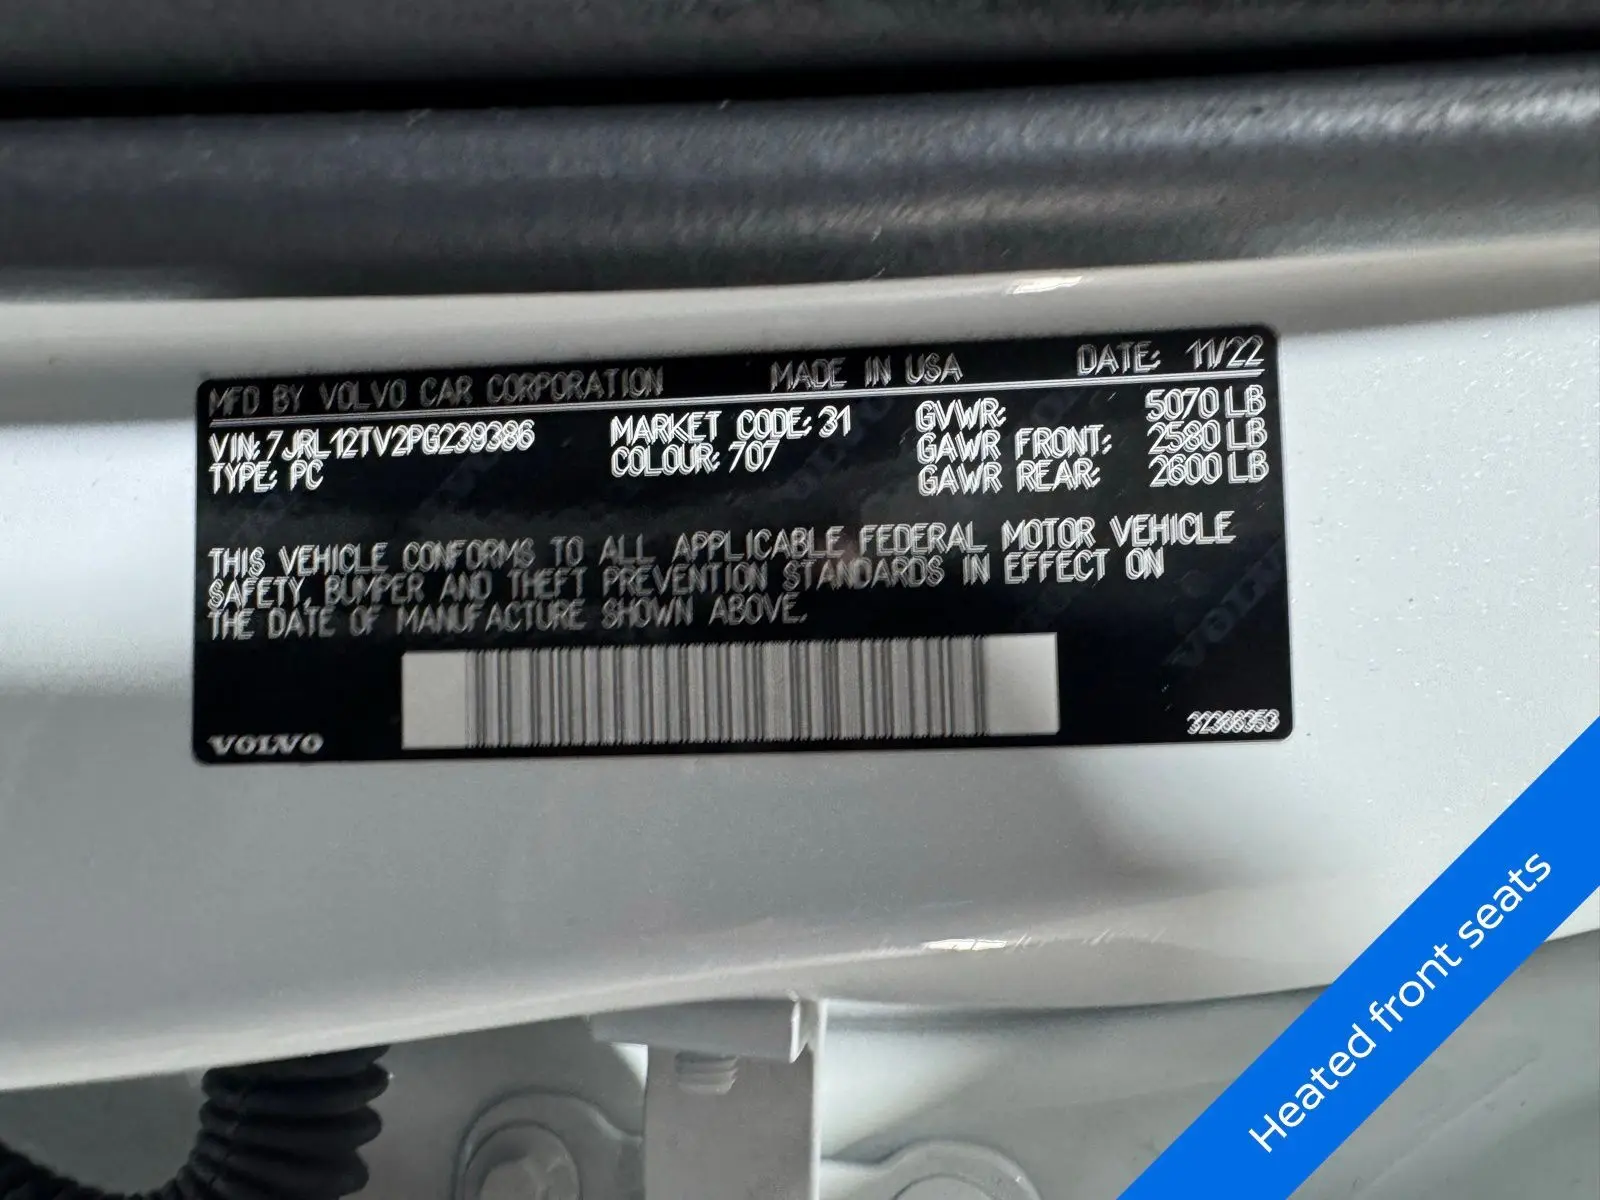 MFD BY VOLVO CAR CORPORATION MADE IN USA DATE: 11/22
VIN: 7JRL12TV2PG239386 MARKET CODE: 31 GVWR: 5070 LB
TYPE: PC COLOUR: 707 GAWR FRONT: 2580 LB
GAWR REAR: 2600 LB
THIS VEHICLE CONFORMS TO ALL APPLICABLE FEDERAL MOTOR VEHICLE
SAFETY, BUMPER AND THEFT PREVENTION STANDARDS IN EFFECT ON
THE DATE OF MANUFACTURE SHOWN ABOVE.
VOLVO
Heated front seats